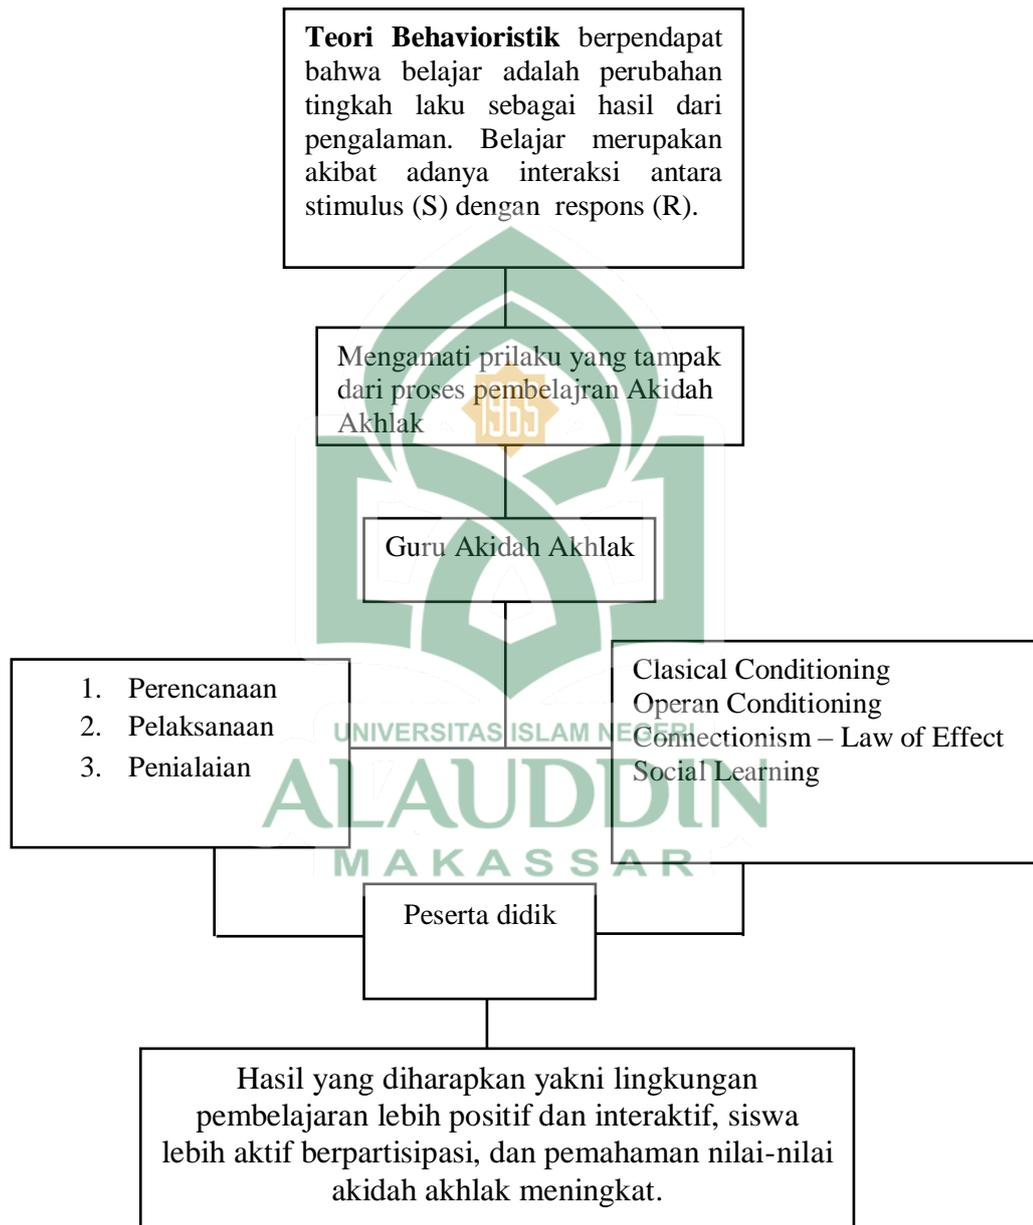 Teori Behavioristik berpendapat
bahwa belajar adalah perubahan
tingkah laku sebagai hasil dari
pengalaman. Belajar merupakan
akibat adanya interaksi antara
stimulus (S) dengan respons (R).
Mengamati prilaku yang tampak
dari proses pembelajran Akidah
Akhlak
1965
Guru Akidah Akhlak
1. Perencanaan
2. Pelaksanaan
3. Penialaian
Clasical Conditioning
Operan Conditioning
Connectionism – Law of Effect
Social Learning
UNIVERSITAS ISLAM NEGERI
ALAUDDIN
MAKASSAR
Peserta didik
Hasil yang diharapkan yakni lingkungan
pembelajaran lebih positif dan interaktif, siswa
lebih aktif berpartisipasi, dan pemahaman nilai-nilai
akidah akhlak meningkat.